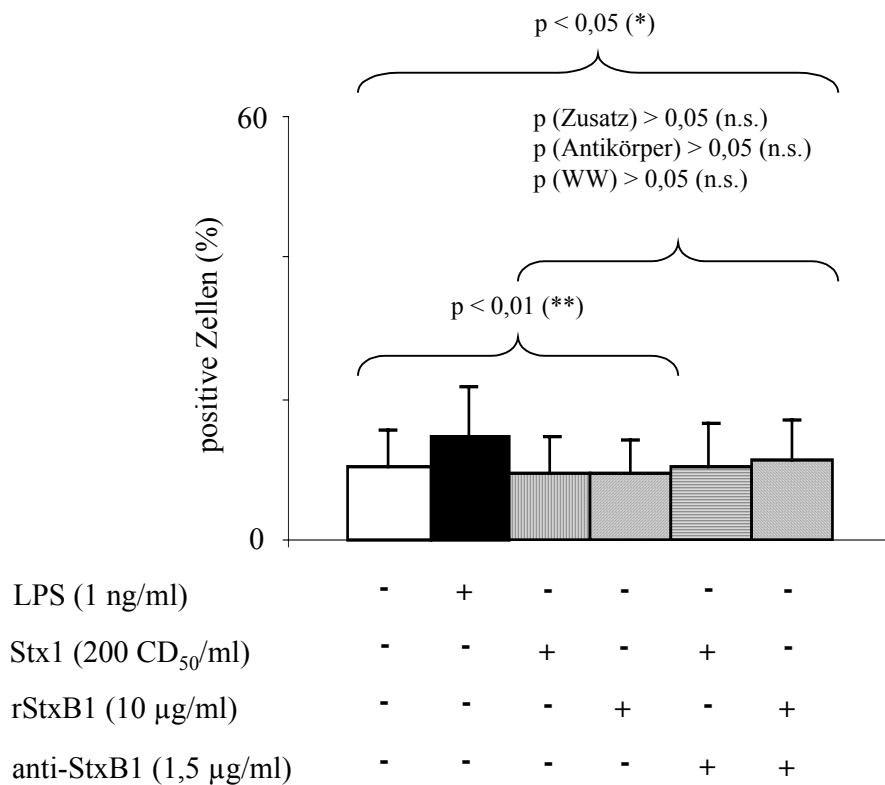 p < 0,05 (*)
60
p (Zusatz) > 0,05 (n.s.)
p (Antikörper) > 0,05 (n.s.)
p (WW) > 0,05 (n.s.)
positive Zellen (%)
p < 0,01 (**)
0
LPS (1 ng/ml) - + - - - -
Stx1 (200 CD₅₀/ml) - - + - + -
rStxB1 (10 µg/ml) - - - + - +
anti-StxB1 (1,5 µg/ml) - - - - + +